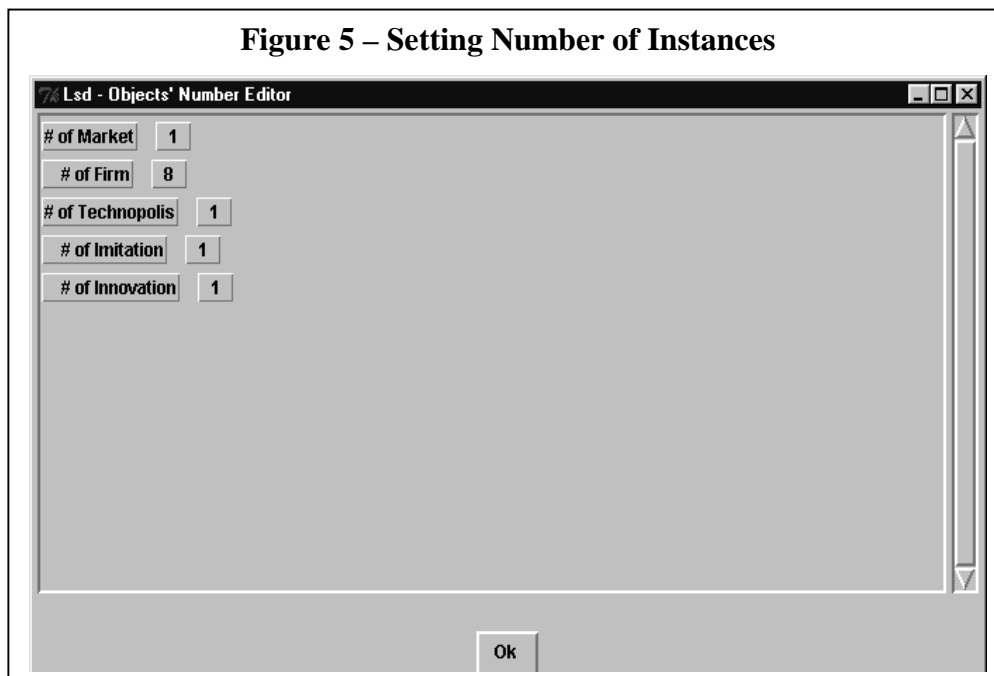 Figure 5 – Setting Number of Instances
Lsd - Objects' Number Editor
# of Market 1
# of Firm 8
# of Technopolis 1
# of Imitation 1
# of Innovation 1
Ok